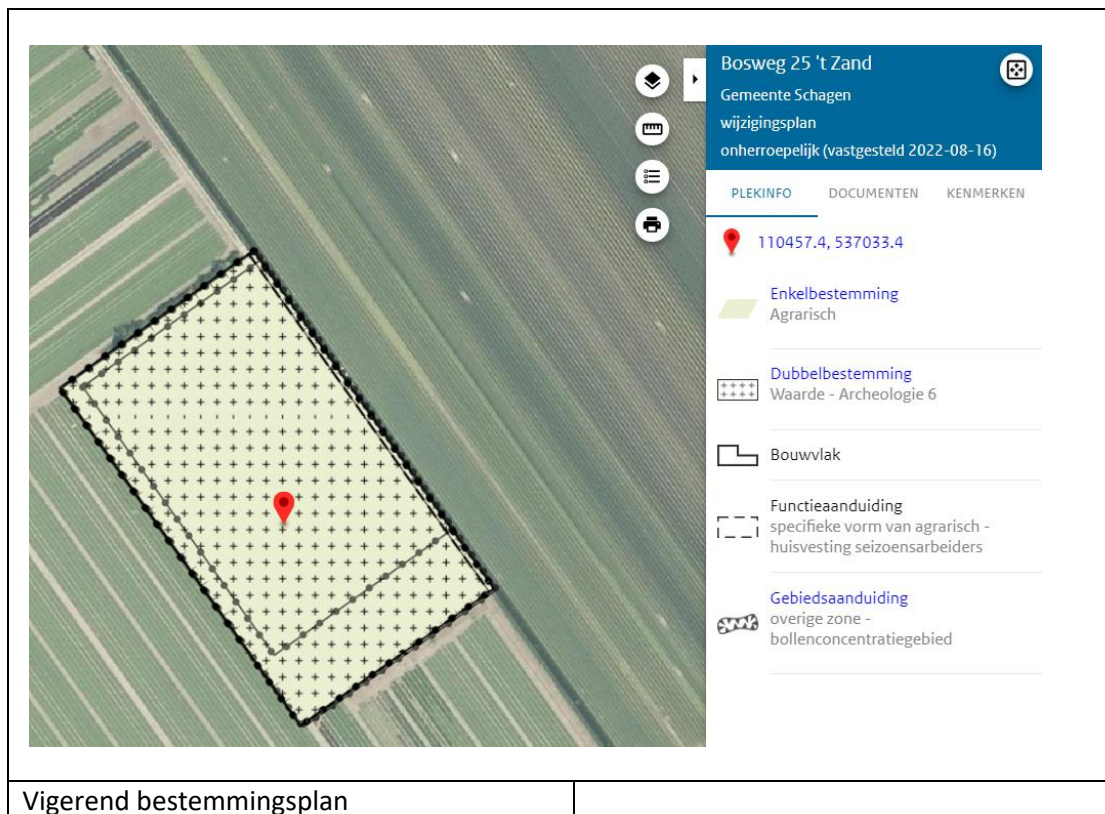 Bosweg 25 't Zand
Gemeente Schagen
wijzigingsplan
onherroepelijk (vastgesteld 2022-08-16)
PLEKINFO DOCUMENTEN KENMERKEN
110457.4, 537033.4
Enkelbestemming
Agrarisch
Dubbelbestemming
Waarde - Archeologie 6
Bouwvlak
Functieaanduiding
specifieke vorm van agrarisch -
huisvesting seizoensarbeiders
Gebiedsaanduiding
overige zone -
bollenconcentratiegebied
Vigerend bestemmingsplan